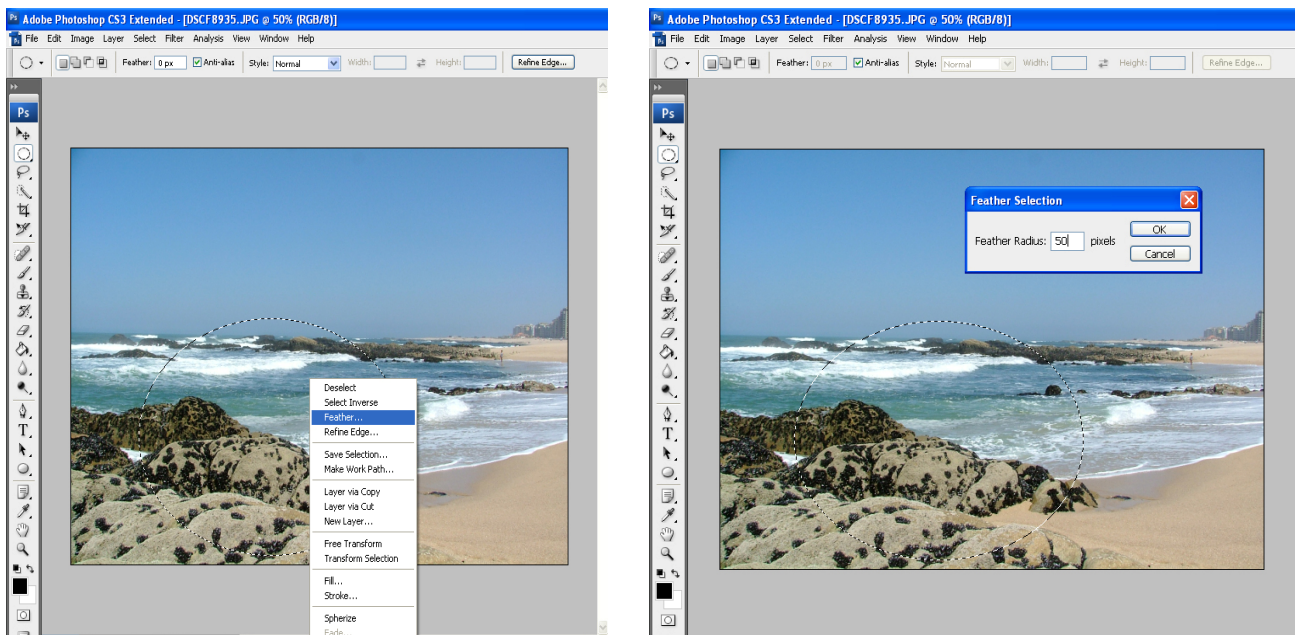 Ps Adobe Photoshop CS3 Extended - [DSCF8935.JPG @ 50% (RGB/8)]
Ps File Edit Image Layer Select Filter Analysis View Window Help
Feather: 0 px Anti-alias Style: Normal Width: Height: Refine Edge...
Ps
T
Deselect
Select Inverse
Feather...
Refine Edge...
Save Selection...
Make Work Path...
Layer via Copy
Layer via Cut
New Layer...
Free Transform
Transform Selection
Fill...
Stroke...
Spherize
Fade...
Ps Adobe Photoshop CS3 Extended - [DSCF8935.JPG @ 50% (RGB/8)]
Ps File Edit Image Layer Select Filter Analysis View Window Help
Feather: 0 px Anti-alias Style: Normal Width: Height: Refine Edge...
Ps
T
Feather Selection
Feather Radius: 50 pixels
OK
Cancel